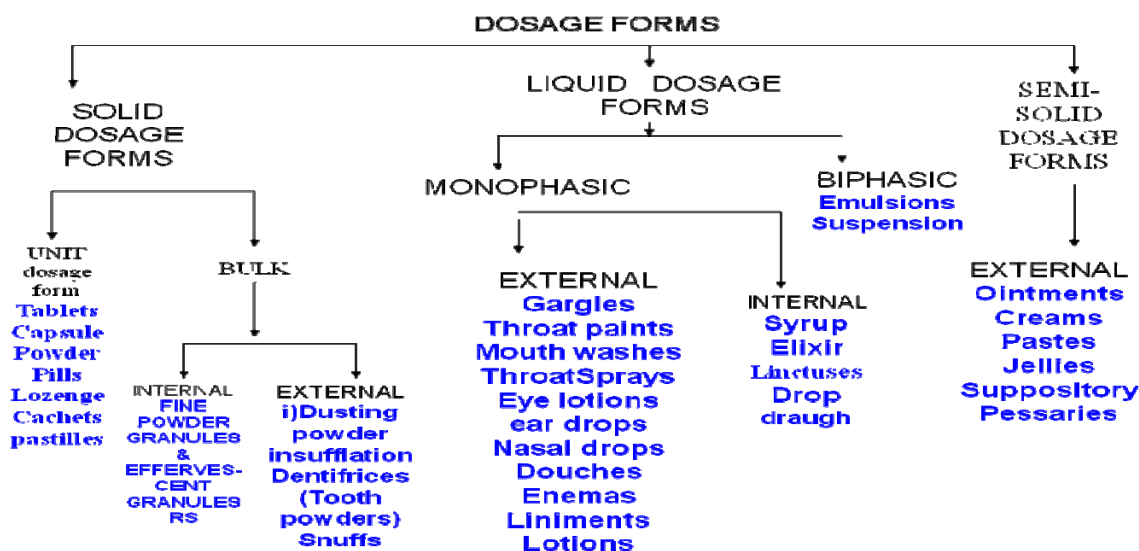 DOSAGE FORMS
SOLID
DOSAGE
FORMS
LIQUID DOSAGE
FORMS
SEMI-
SOLID
DOSAGE
FORMS
UNIT
dosage
form
Tablets
Capsule
Powder
Pills
Lozenge
Cachets
pastilles
BULK
INTERNAL
FINE
POWDER
GRANULES
&
EFFERVES-
CENT
GRANULES
RS
EXTERNAL
i)Dusting
powder
insufflation
Dentifrices
(Tooth
powders)
Snuffs
MONOPHASIC
EXTERNAL
Gargles
Throat paints
Mouth washes
ThroatSprays
Eye lotions
ear drops
Nasal drops
Douches
Enemas
Liniments
Lotions
INTERNAL
Syrup
Elixir
Linctuses
Drop
draugh
BIPHASIC
Emulsions
Suspension
EXTERNAL
Ointments
Creams
Pastes
Jellies
Suppository
Pessaries